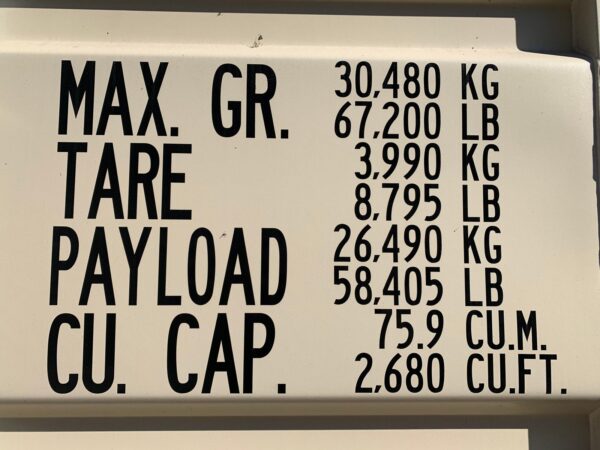 MAX. GR. 30,480 KG
67,200 LB
TARE 3,990 KG
8,795 LB
PAYLOAD 26,490 KG
58,405 LB
CU. CAP. 75.9 CU.M.
2,680 CU.FT.